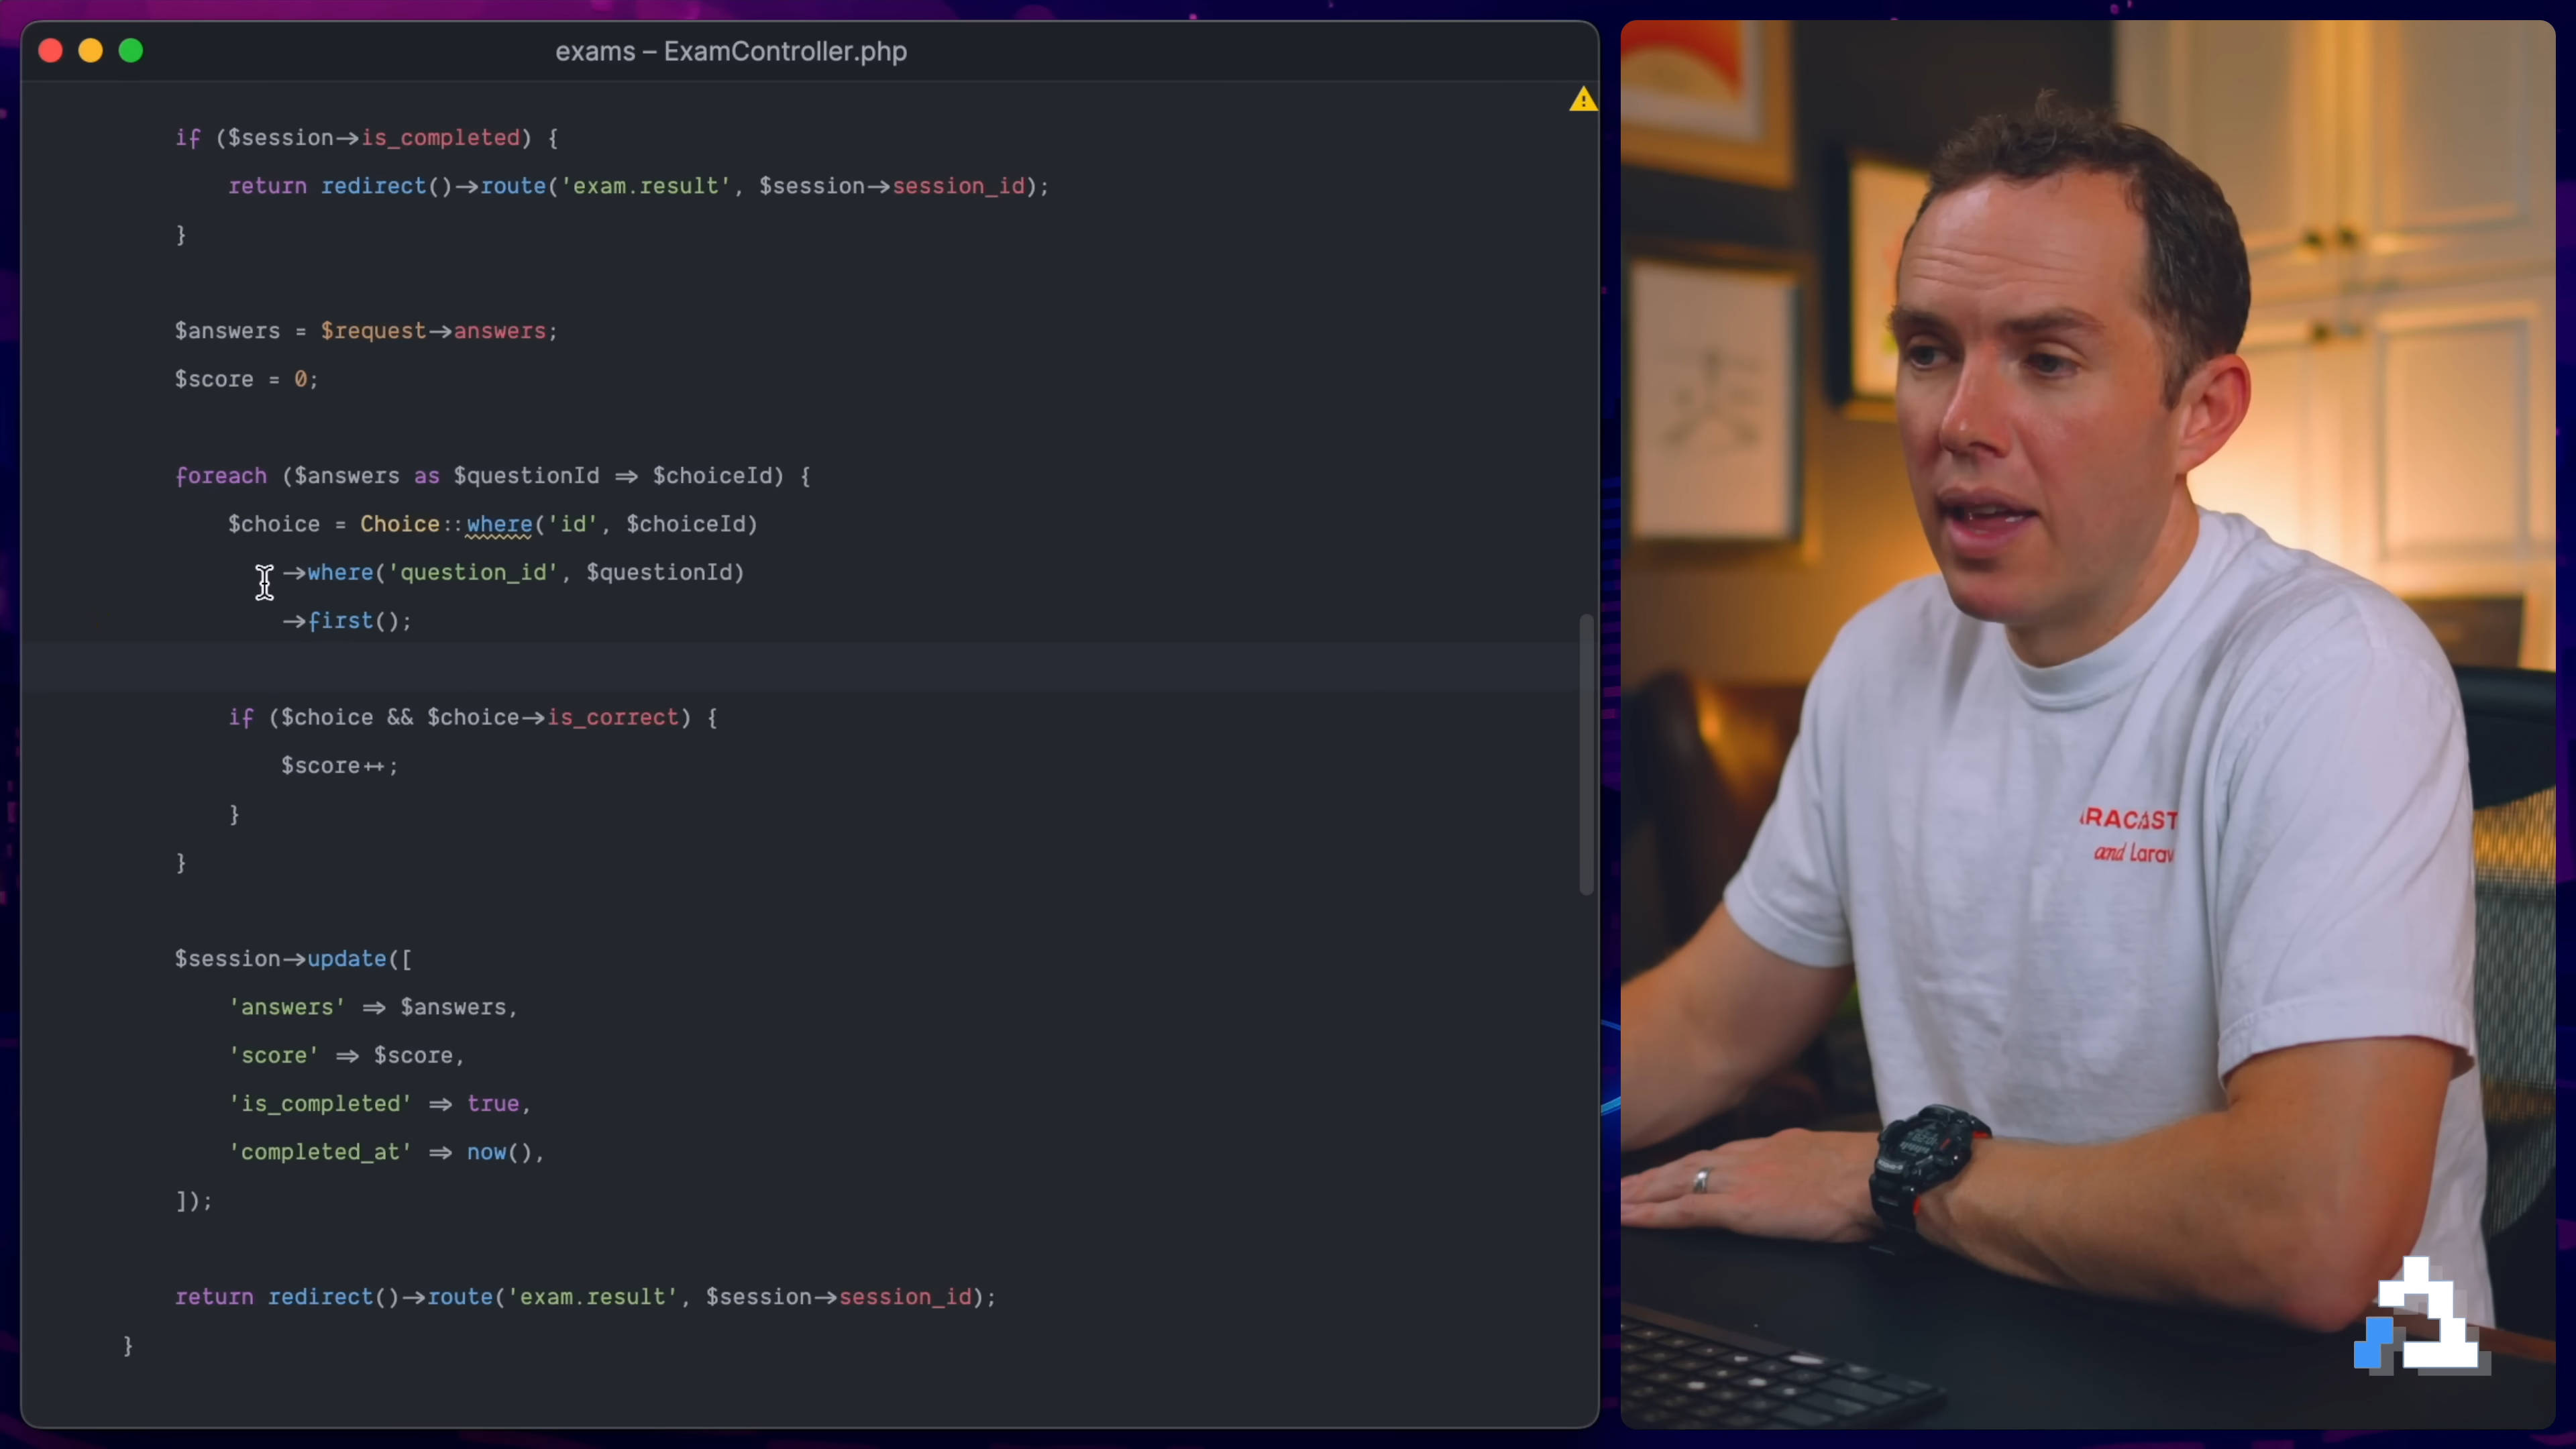 exams – ExamController.php
if ($session->is_completed) {
return redirect()->route('exam.result', $session->session_id);
}
$answers = $request->answers;
$score = 0;
foreach ($answers as $questionId => $choiceId) {
$choice = Choice::where('id', $choiceId)
->where('question_id', $questionId)
->first();
if ($choice && $choice->is_correct) {
$score++;
}
}
$session->update([
'answers' => $answers,
'score' => $score,
'is_completed' => true,
'completed_at' => now(),
]);
return redirect()->route('exam.result', $session->session_id);
}
ARACAST
and Larav